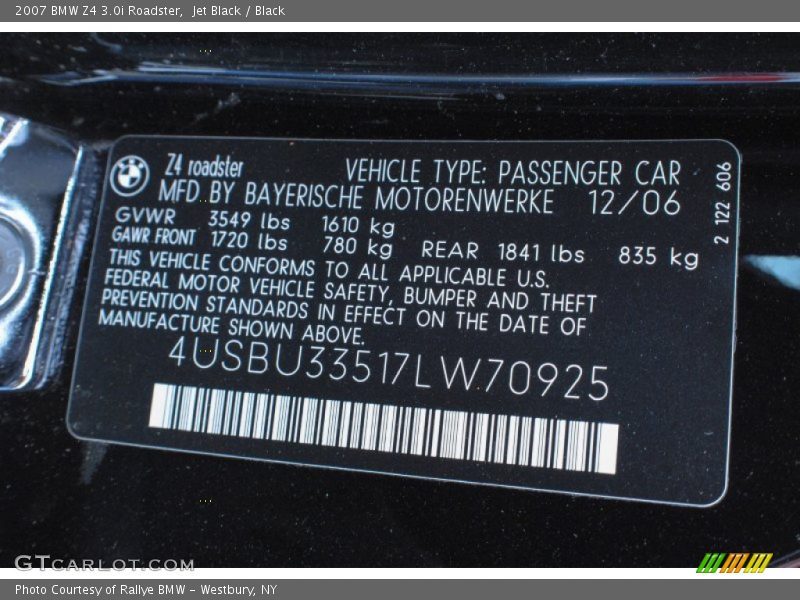 2007 BMW Z4 3.0i Roadster, Jet Black / Black
BMW Z4 roadster VEHICLE TYPE: PASSENGER CAR
MFD BY BAYERISCHE MOTORENWERKE 12/06
GVWR 3549 lbs 1610 kg
GAWR FRONT 1720 lbs 780 kg REAR 1841 lbs 835 kg
THIS VEHICLE CONFORMS TO ALL APPLICABLE U.S.
FEDERAL MOTOR VEHICLE SAFETY, BUMPER AND THEFT
PREVENTION STANDARDS IN EFFECT ON THE DATE OF
MANUFACTURE SHOWN ABOVE.
4USBU33517LW70925
2 122 606
GTCARLOT.COM
Photo Courtesy of Rallye BMW - Westbury, NY